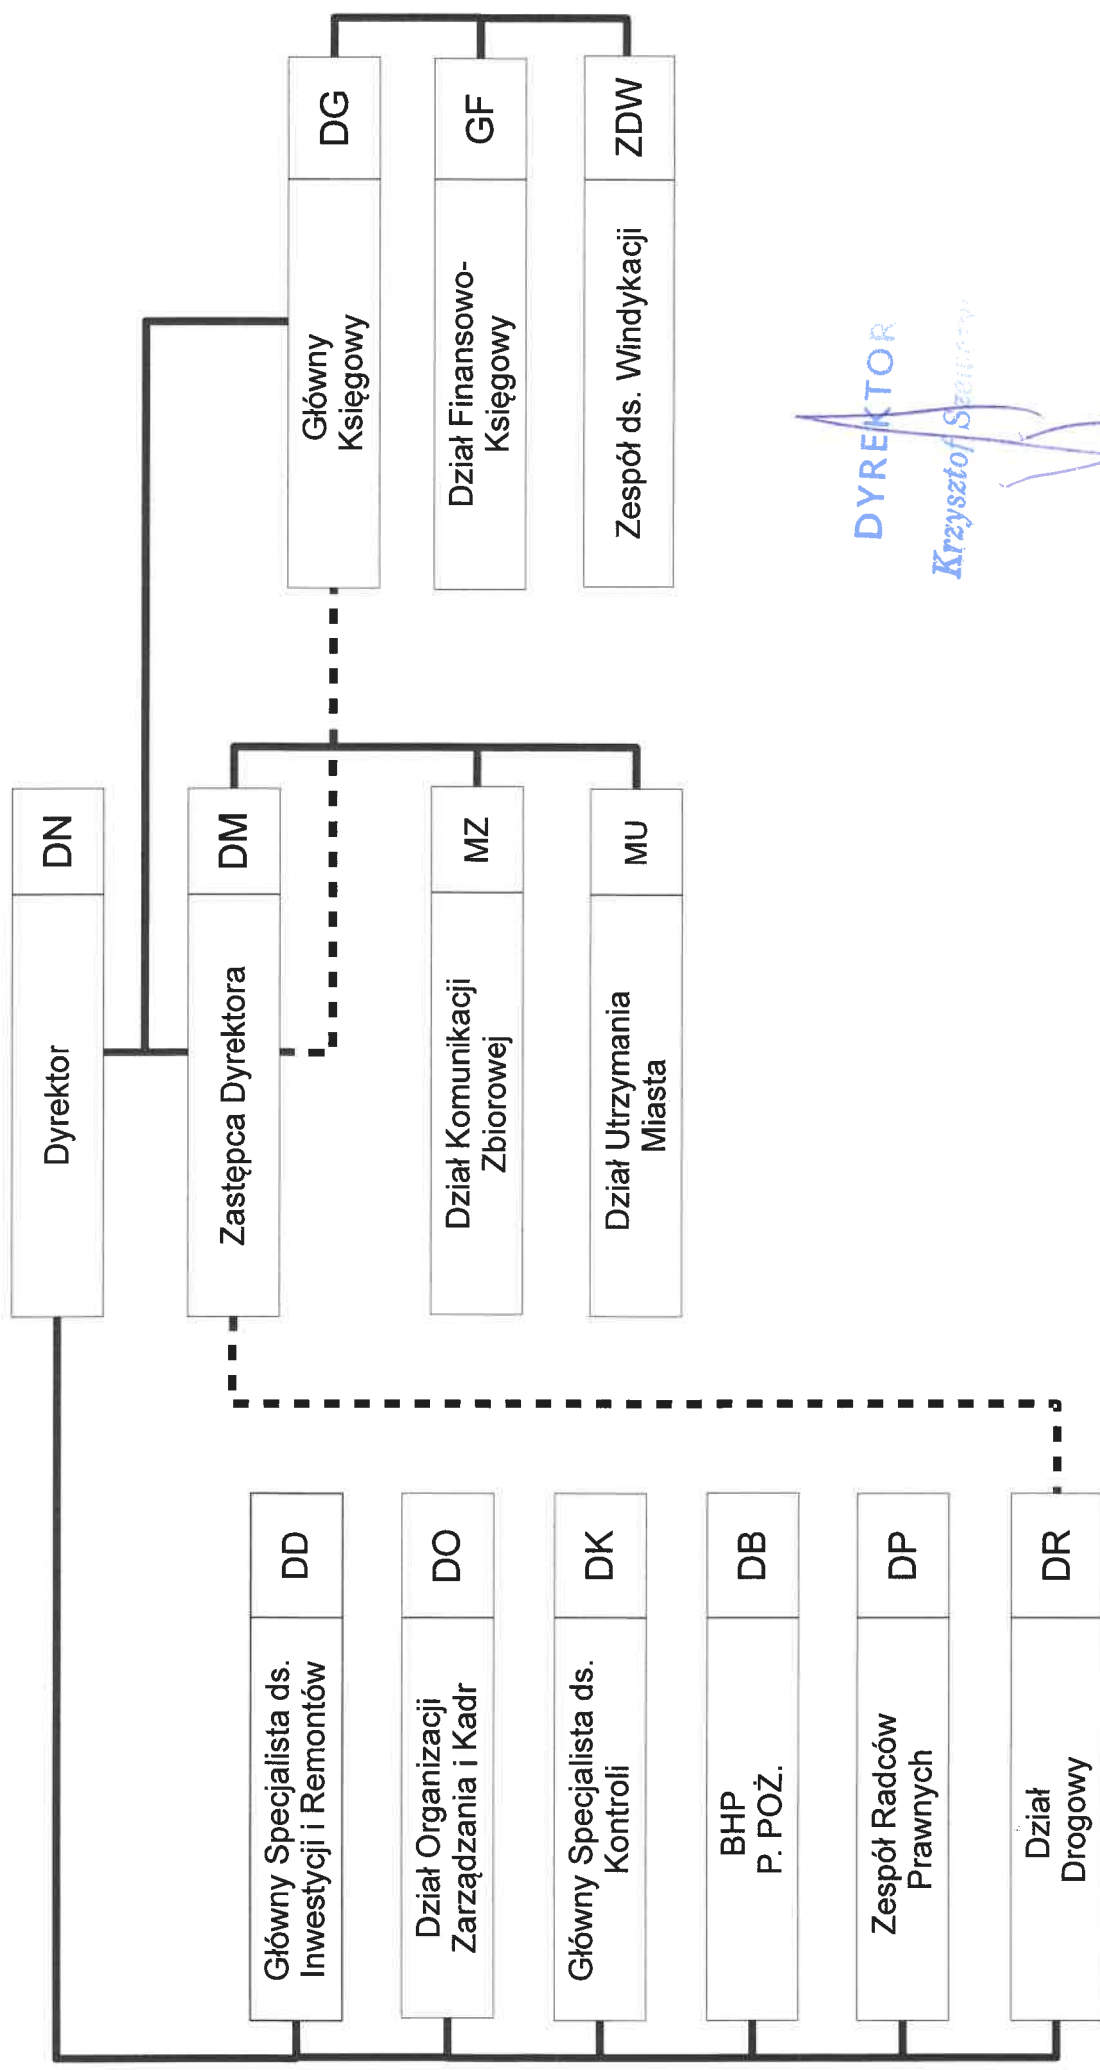 Dyrektor
DN
Zastępca Dyrektora
DM
Główny Specjalista ds.
Inwestycji i Remontów
DD
Dział Organizacji
Zarządzania i Kadr
DO
Główny Specjalista ds.
Kontroli
DK
BHP
P. POŻ.
DB
Zespół Radców
Prawnych
DP
Dział
Drogowy
DR
Dział Komunikacji
Zbiorowej
MZ
Dział Utrzymania
Miasta
MU
Główny
Księgowy
DG
Dział Finansowo-
Księgowy
GF
Zespół ds. Windykacji
ZDW
DYREKTOR
Krzysztof